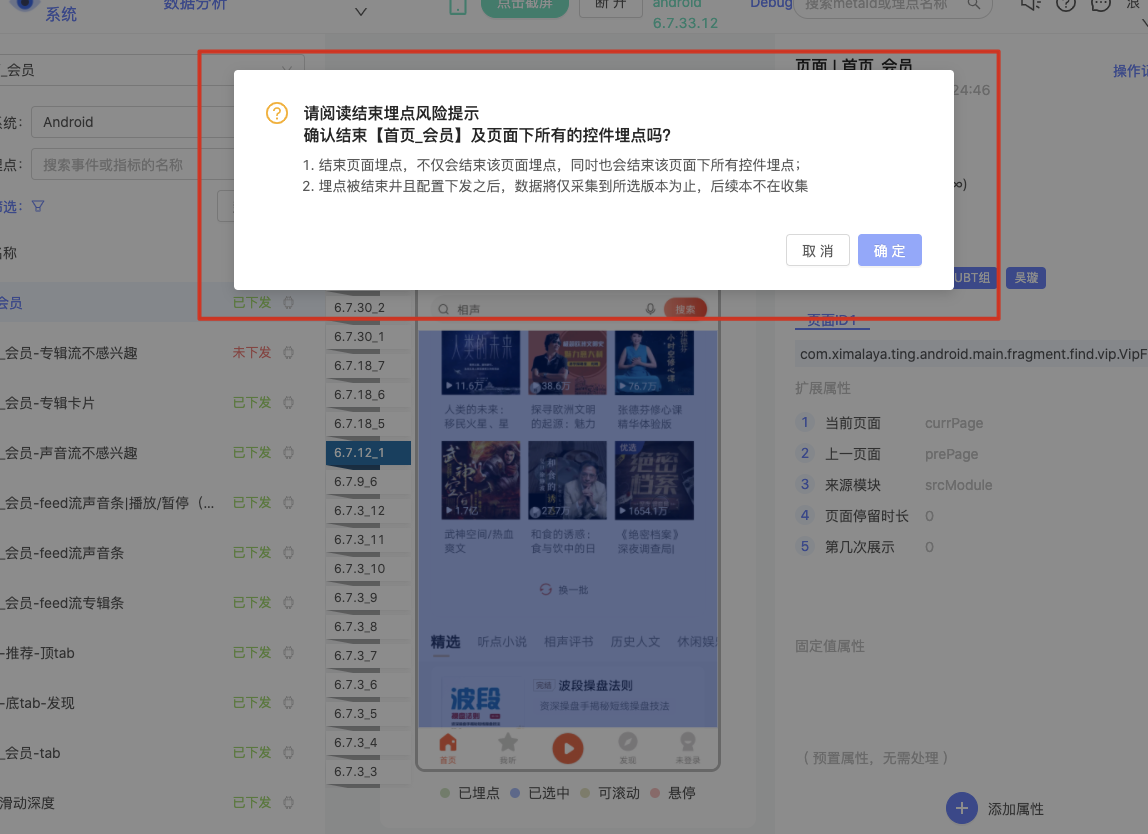 系统
数据分析
点击截屏
断 开
android
6.7.33.12
Debug
搜索metaId或埋点名称
浪
_会员
页面 | 首页_会员
操作记
24:46
系统:
Android
搜索事件或指标的名称
筛选:
请阅读结束埋点风险提示
确认结束【首页_会员】及页面下所有的控件埋点吗?
1. 结束页面埋点，不仅会结束该页面埋点，同时也会结束该页面下所有控件埋点；
2. 埋点被结束并且配置下发之后，数据将仅采集到所选版本为止，后续本不在收集
取 消
确 定
∞)
UBT组
吴璇
名称
会员
已下发
_会员-专辑流不感兴趣
未下发
_会员-专辑卡片
已下发
_会员-声音流不感兴趣
已下发
_会员-feed流声音条|播放/暂停（...
已下发
_会员-feed流声音条
已下发
_会员-feed流专辑条
已下发
-推荐-顶tab
已下发
-底tab-发现
已下发
_会员-tab
已下发
滑动深度
已下发
6.7.30_2
6.7.30_1
6.7.18_7
6.7.18_6
6.7.18_5
6.7.12_1
6.7.9_6
6.7.3_12
6.7.3_11
6.7.3_10
6.7.3_9
6.7.3_8
6.7.3_7
6.7.3_6
6.7.3_5
6.7.3_4
6.7.3_3
相声
搜索
人类的未来
11.6万
38.6万
小时空修心课
76.7万
人类的未来：
移民火星、星
探寻欧洲文明
的起源：魅力
张德芬修心课
精华体验版
武神空间
1.7亿
和食的诱惑
优选
绝密档案
1654.1万
武神空间/热血
爽文
和食的诱惑：
食与饮中的日
《绝密档案》
深夜调查局|
换一批
精选
听点小说
相声评书
历史人文
休闲娱
波段
操盘法则
完结
波段操盘法则
资深操盘手揭秘短线操盘技法
首页
我听
发现
未登录
已埋点
已选中
可滚动
悬停
页面ID1
com.ximalaya.ting.android.main.fragment.find.vip.VipF
扩展属性
1 当前页面 currPage
2 上一页面 prePage
3 来源模块 srcModule
4 页面停留时长 0
5 第几次展示 0
固定值属性
（ 预置属性，无需处理 ）
添加属性